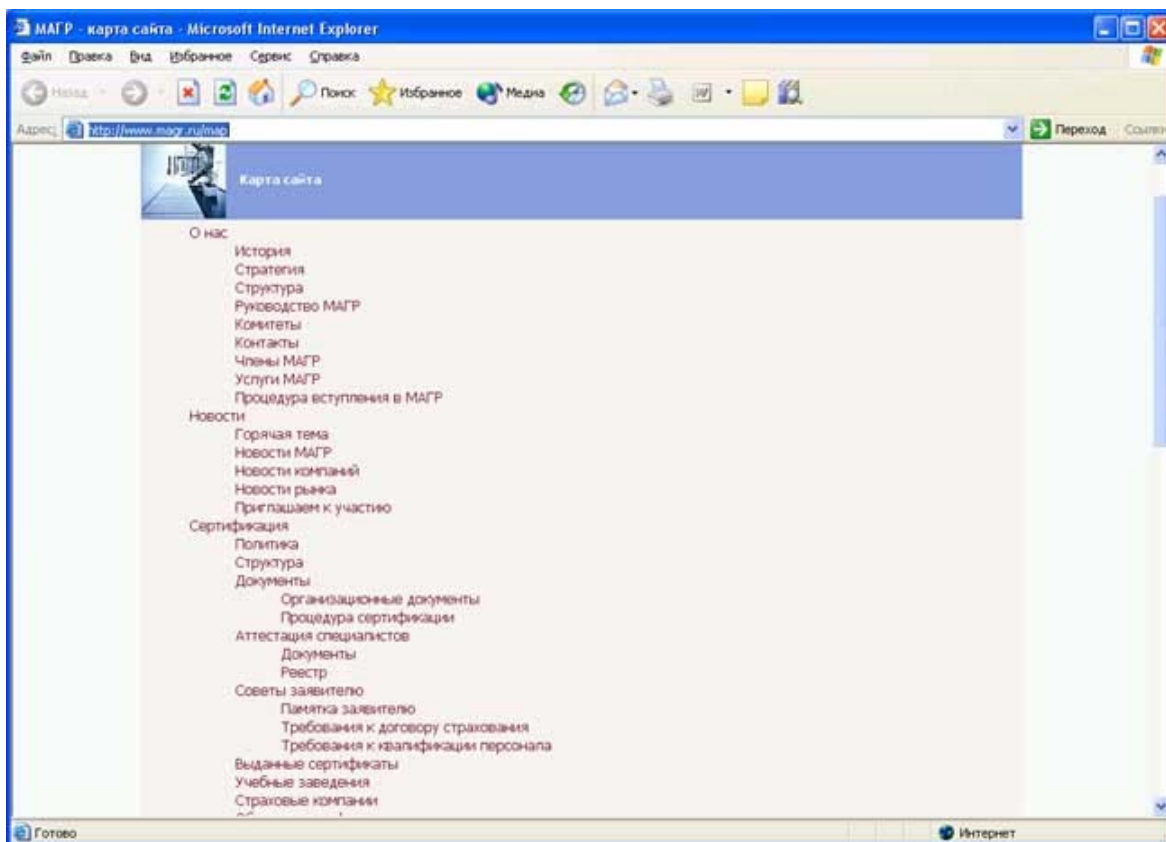 МАГР - карта сайта - Microsoft Internet Explorer
Файл Правка Вид Избранное Сервис Справка
Назад Поиск Избранное Медиа
Адрес: http://www.magr.ru/map Переход Ссылки
Карта сайта
О нас
История
Стратегия
Структура
Руководство МАГР
Комитеты
Контакты
Члены МАГР
Услуги МАГР
Процедура вступления в МАГР
Новости
Горячая тема
Новости МАГР
Новости компаний
Новости рынка
Приглашаем к участию
Сертификация
Политика
Структура
Документы
Организационные документы
Процедура сертификации
Аттестация специалистов
Документы
Реестр
Советы заявителю
Памятка заявителю
Требования к договору страхования
Требования к квалификации персонала
Выданные сертификаты
Учебные заведения
Страховые компании
Готово Интернет